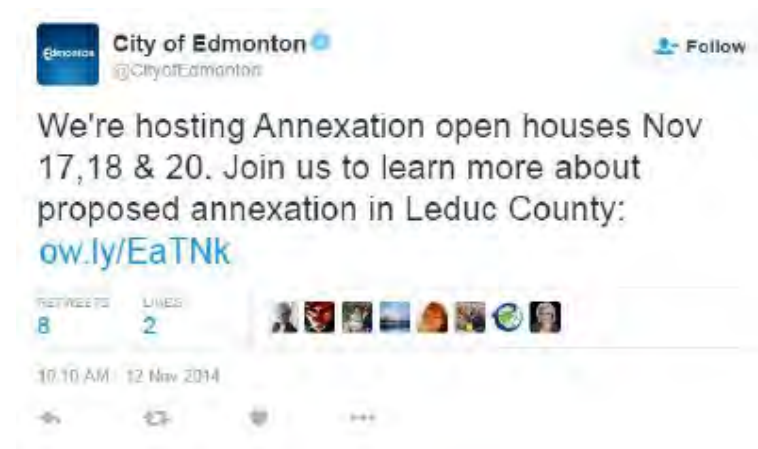 Edmonton
City of Edmonton
@CityofEdmonton
Follow
We're hosting Annexation open houses Nov
17,18 & 20. Join us to learn more about
proposed annexation in Leduc County:
ow.ly/EaTNk
RETWEETS LIKES
8 2
10:10 AM - 12 Nov 2014